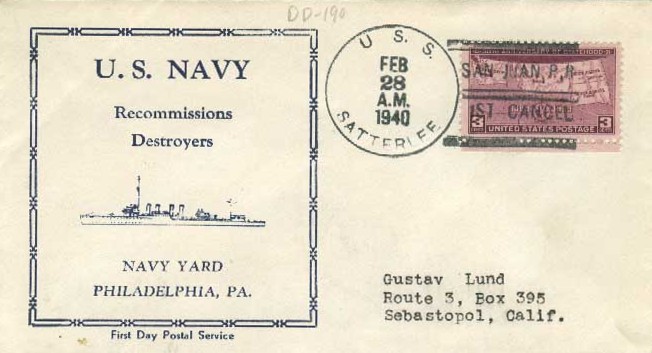 DD-190
U. S. NAVY
Recommissions
Destroyers
NAVY YARD
PHILADELPHIA, PA.
First Day Postal Service
U. S. S.
FEB
28
A.M.
1940
SATTERLEE
SAN JUAN, P.R.
1ST CANCEL
3 UNITED STATES POSTAGE 3
Gustav Lund
Route 3, Box 395
Sebastopol, Calif.